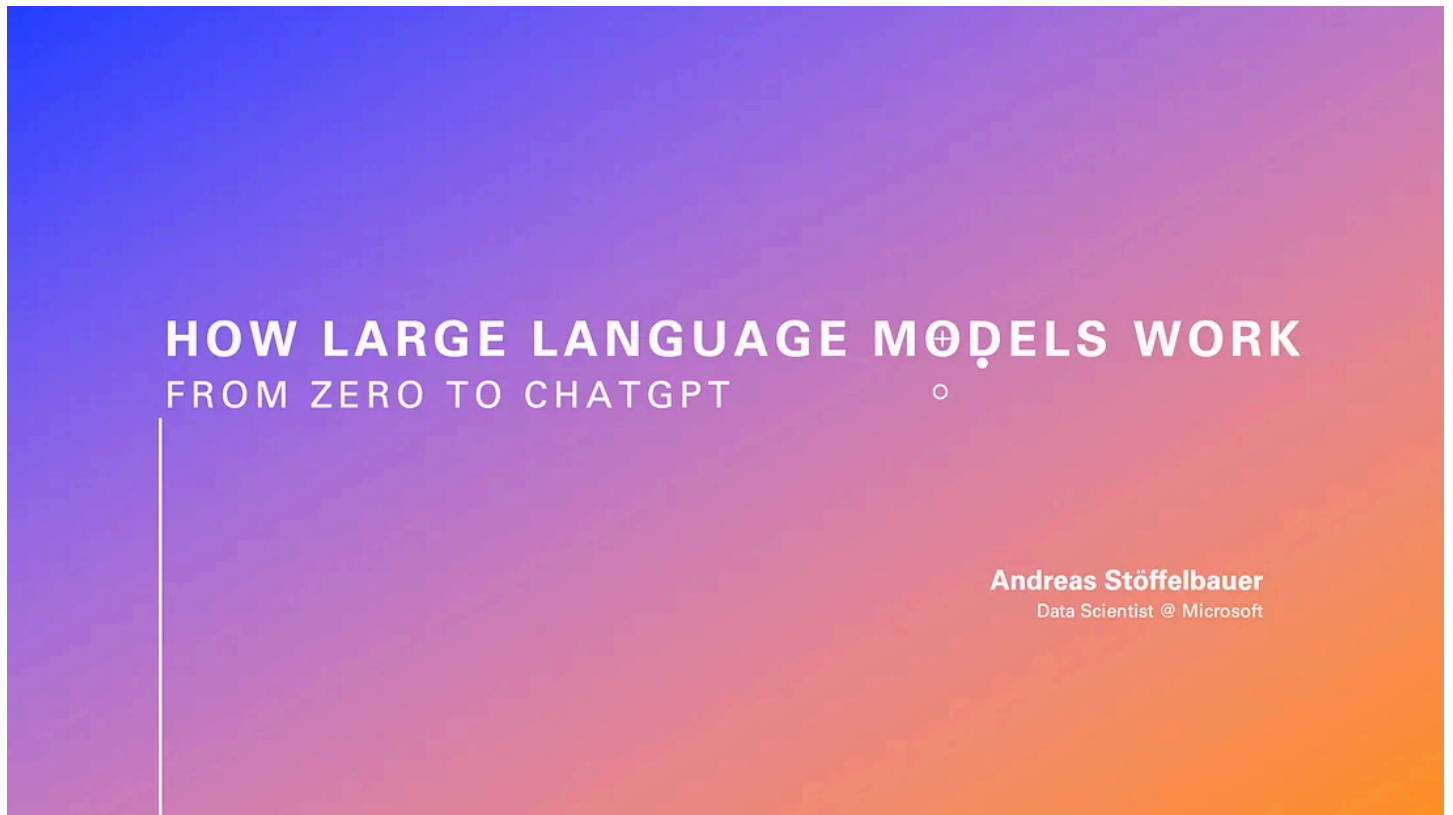 HOW LARGE LANGUAGE MODELS WORK
FROM ZERO TO CHATGPT
Andreas Stöffelbauer
Data Scientist @ Microsoft